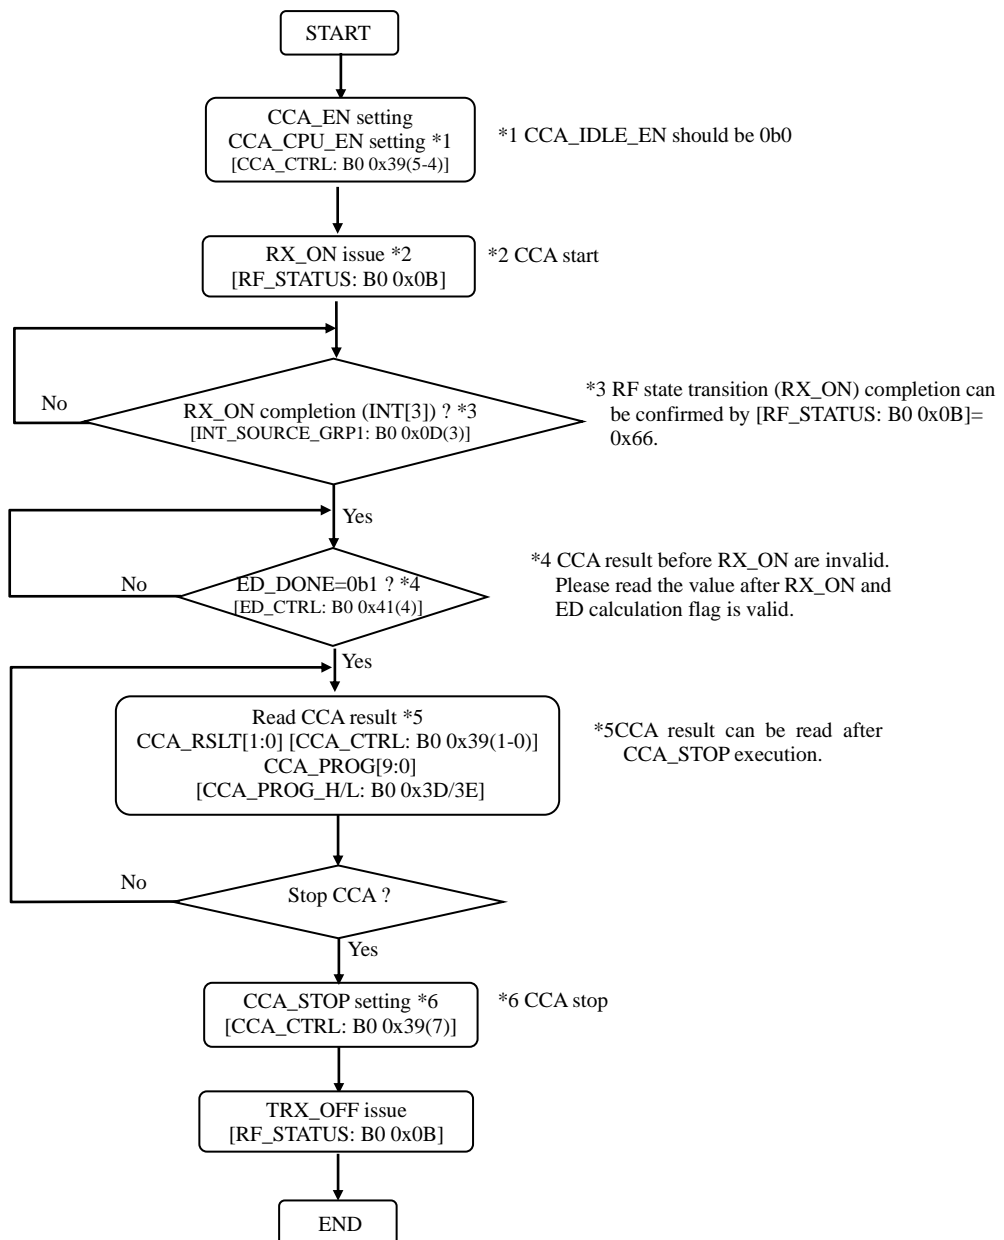 START
CCA_EN setting
CCA_CPU_EN setting *1
[CCA_CTRL: B0 0x39(5-4)]
*1 CCA_IDLE_EN should be 0b0
RX_ON issue *2
[RF_STATUS: B0 0x0B]
*2 CCA start
No
RX_ON completion (INT[3]) ? *3
[INT_SOURCE_GRP1: B0 0x0D(3)]
*3 RF state transition (RX_ON) completion can
be confirmed by [RF_STATUS: B0 0x0B]=
0x66.
Yes
No
ED_DONE=0b1 ? *4
[ED_CTRL: B0 0x41(4)]
*4 CCA result before RX_ON are invalid.
Please read the value after RX_ON and
ED calculation flag is valid.
Yes
Read CCA result *5
CCA_RSLT[1:0] [CCA_CTRL: B0 0x39(1-0)]
CCA_PROG[9:0]
[CCA_PROG_H/L: B0 0x3D/3E]
*5CCA result can be read after
CCA_STOP execution.
No
Stop CCA ?
Yes
CCA_STOP setting *6
[CCA_CTRL: B0 0x39(7)]
*6 CCA stop
TRX_OFF issue
[RF_STATUS: B0 0x0B]
END